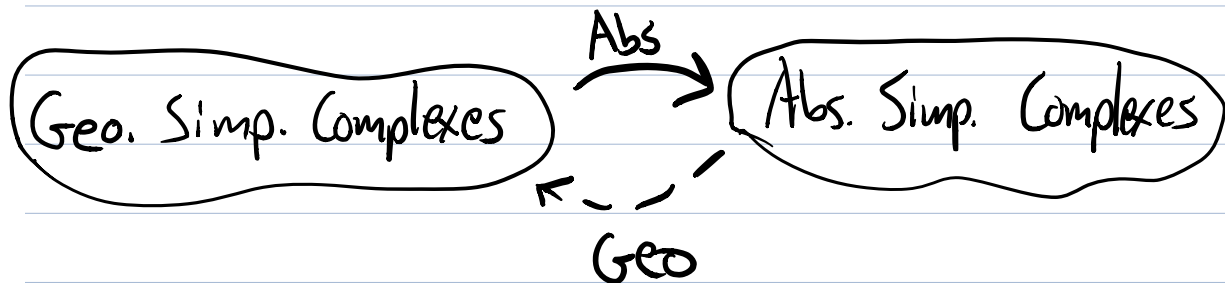 Abs
Geo. Simp. Complexes
Abs. Simp. Complexes
Geo